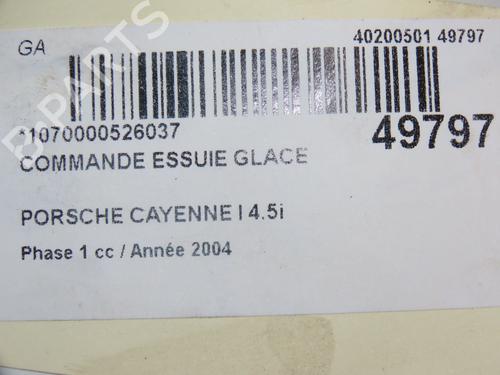 GA
40200501 49797
*1070000526037
49797
COMMANDE ESSUIE GLACE
PORSCHE CAYENNE I 4.5i
Phase 1 cc / Année 2004
B-PARTS